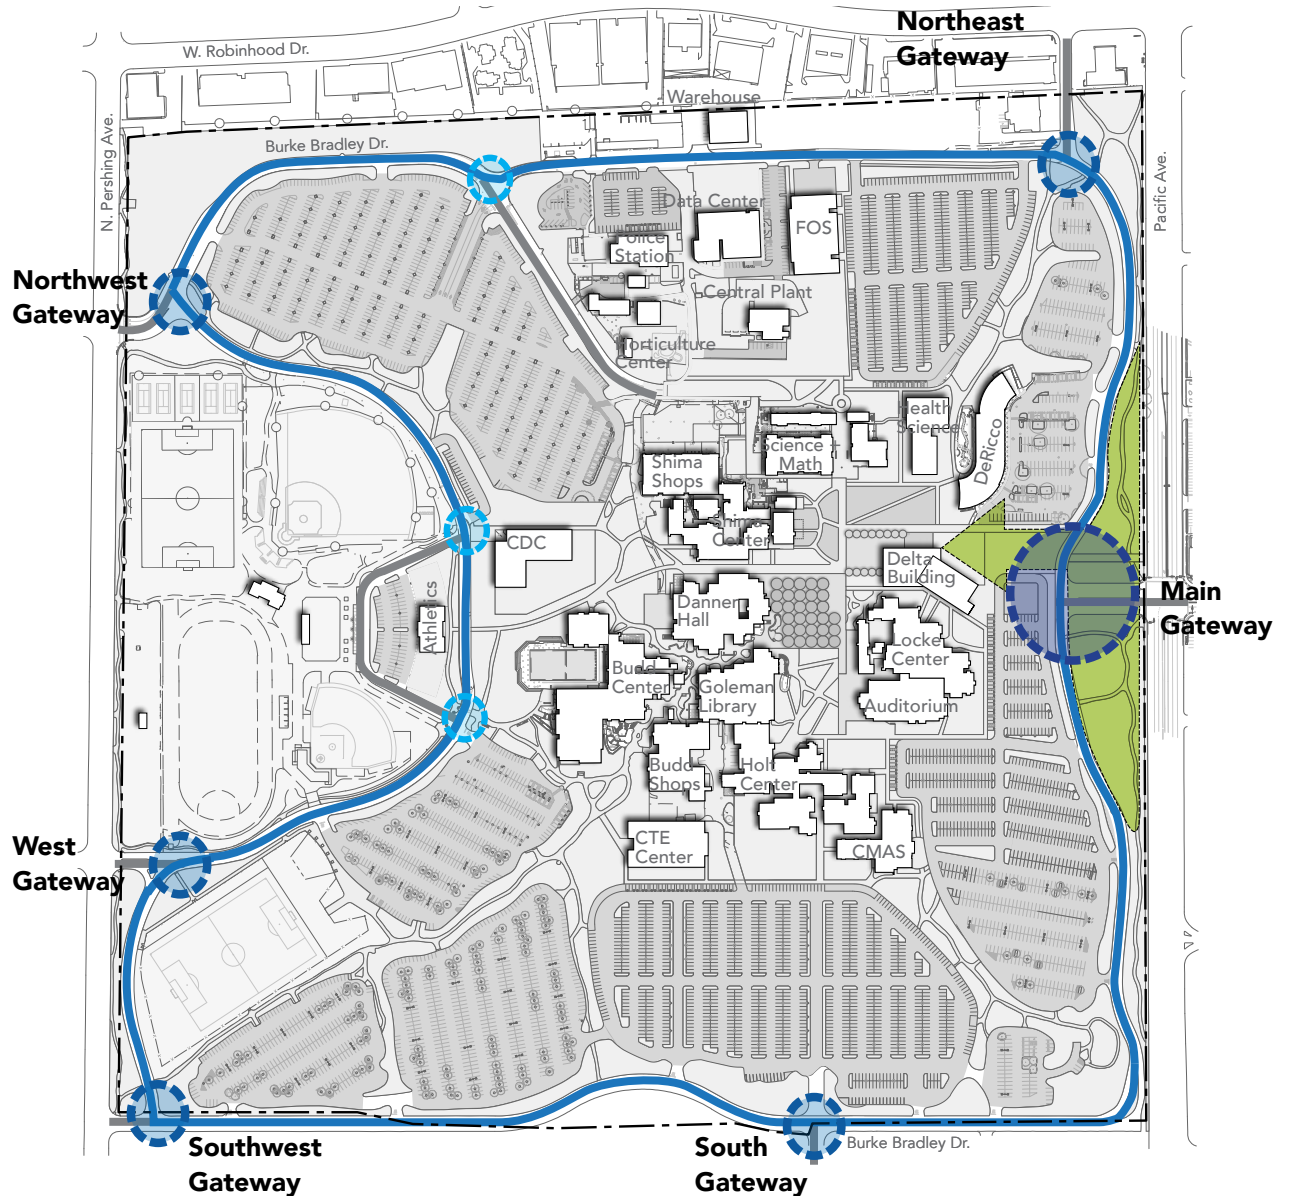 Northeast
Gateway
W. Robinhood Dr.
Warehouse
N. Pershing Ave.
Burke Bradley Dr.
Pacific Ave.
Data Center
FOS
Police
Station
Northwest
Gateway
Central Plant
Horticulture
Center
Health
Science
DeRicco
Science +
Math
Shima
Shops
Shima
Center
CDC
Delta
Building
Main
Gateway
Athletics
Danner
Hall
Locke
Center
Budd
Center
Goleman
Library
Auditorium
Budd
Shops
Holt
Center
West
Gateway
CTE
Center
CMAS
Southwest
Gateway
South
Gateway
Burke Bradley Dr.